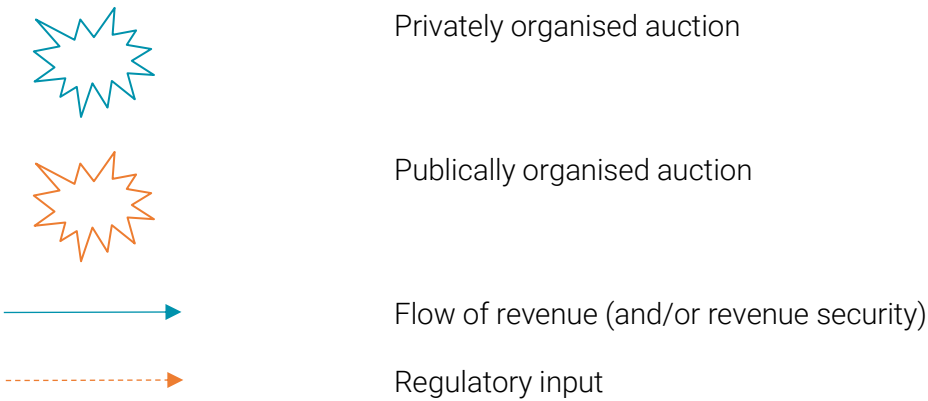 Privately organised auction
Publically organised auction
Flow of revenue (and/or revenue security)
Regulatory input